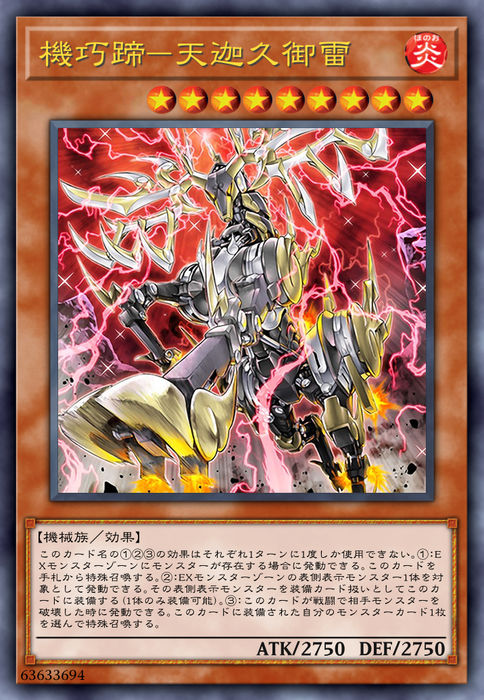 機巧蹄－天迦久御雷
ほのお
炎
【機械族／効果】
このカード名の①②③の効果はそれぞれ1ターンに1度しか使用できない。①：E
Xモンスターゾーンにモンスターが存在する場合に発動できる。このカードを
手札から特殊召喚する。②：EXモンスターゾーンの表側表示モンスター1体を対
象として発動できる。その表側表示モンスターを装備カード扱いとしてこのカ
ードに装備する(1体のみ装備可能)。③：このカードが戦闘で相手モンスターを
破壊した時に発動できる。このカードに装備された自分のモンスターカード1枚
を選んで特殊召喚する。
ATK/2750 DEF/2750
63633694